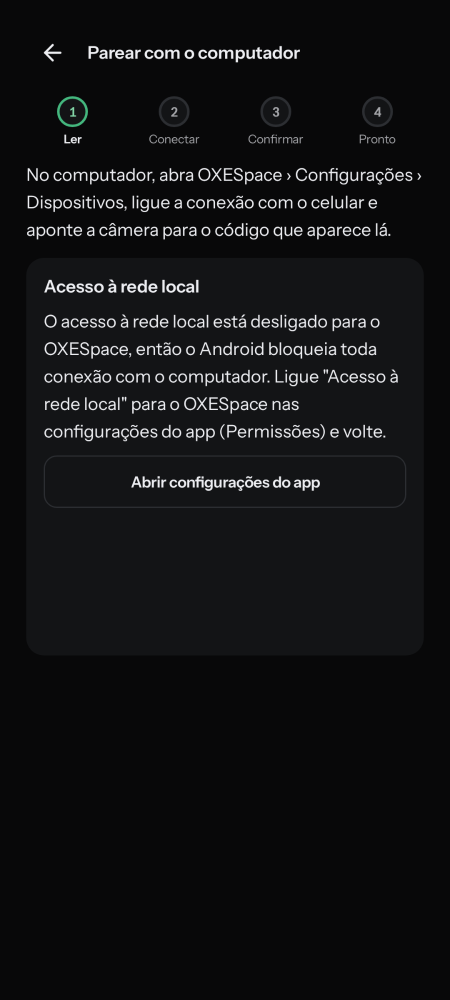 Parear com o computador
1 2 3 4
Ler Conectar Confirmar Pronto
No computador, abra OXESpace › Configurações ›
Dispositivos, ligue a conexão com o celular e
aponte a câmera para o código que aparece lá.
Acesso à rede local
O acesso à rede local está desligado para o
OXESpace, então o Android bloqueia toda
conexão com o computador. Ligue "Acesso à
rede local" para o OXESpace nas
configurações do app (Permissões) e volte.
Abrir configurações do app